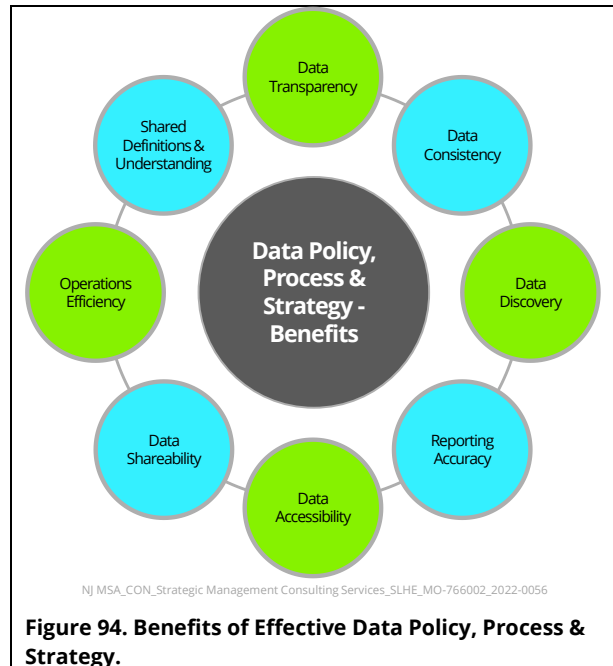 Data
Transparency
Shared
Definitions &
Understanding
Data
Consistency
Data Policy,
Process &
Strategy -
Benefits
Operations
Efficiency
Data
Discovery
Data
Shareability
Reporting
Accuracy
Data
Accessibility
NJ MSA_CON_Strategic Management Consulting Services_SLHE_MO-766002_2022-0056
Figure 94. Benefits of Effective Data Policy, Process &
Strategy.